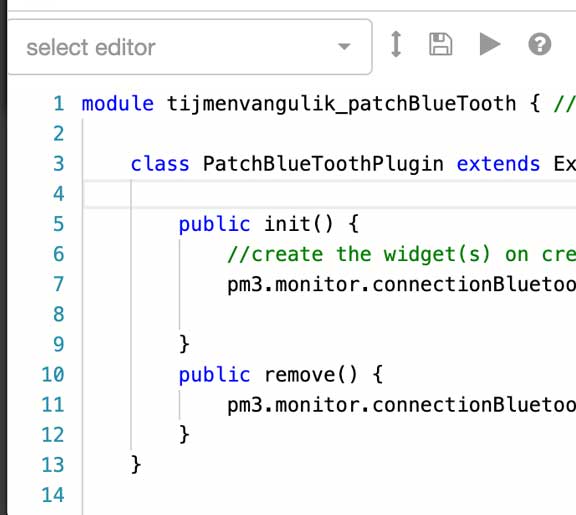 select editor
1 module tijmenvangulik_patchBlueTooth { //
2
3 class PatchBlueToothPlugin extends Ex
4
5 public init() {
6 //create the widget(s) on cre
7 pm3.monitor.connectionBluetoo
8
9 }
10 public remove() {
11 pm3.monitor.connectionBluetoo
12 }
13 }
14